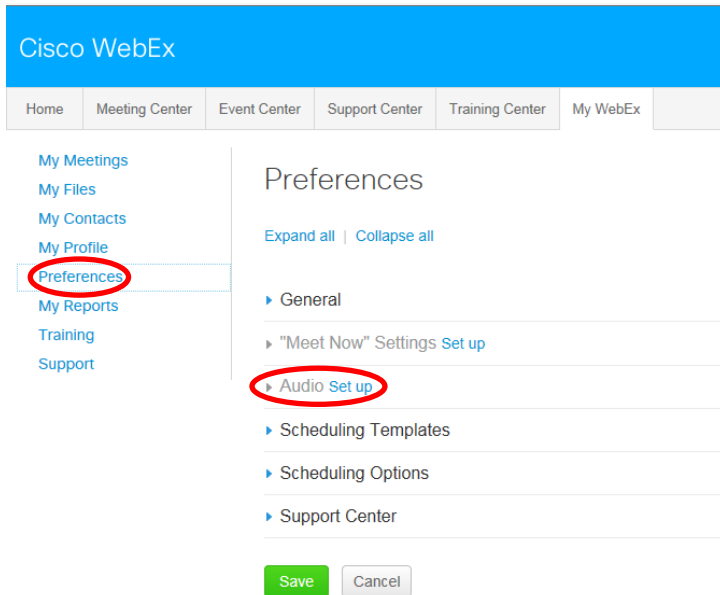 Cisco WebEx
Home Meeting Center Event Center Support Center Training Center My WebEx
My Meetings
My Files
My Contacts
My Profile
Preferences
My Reports
Training
Support
Preferences
Expand all | Collapse all
General
"Meet Now" Settings Set up
Audio Set up
Scheduling Templates
Scheduling Options
Support Center
Save Cancel